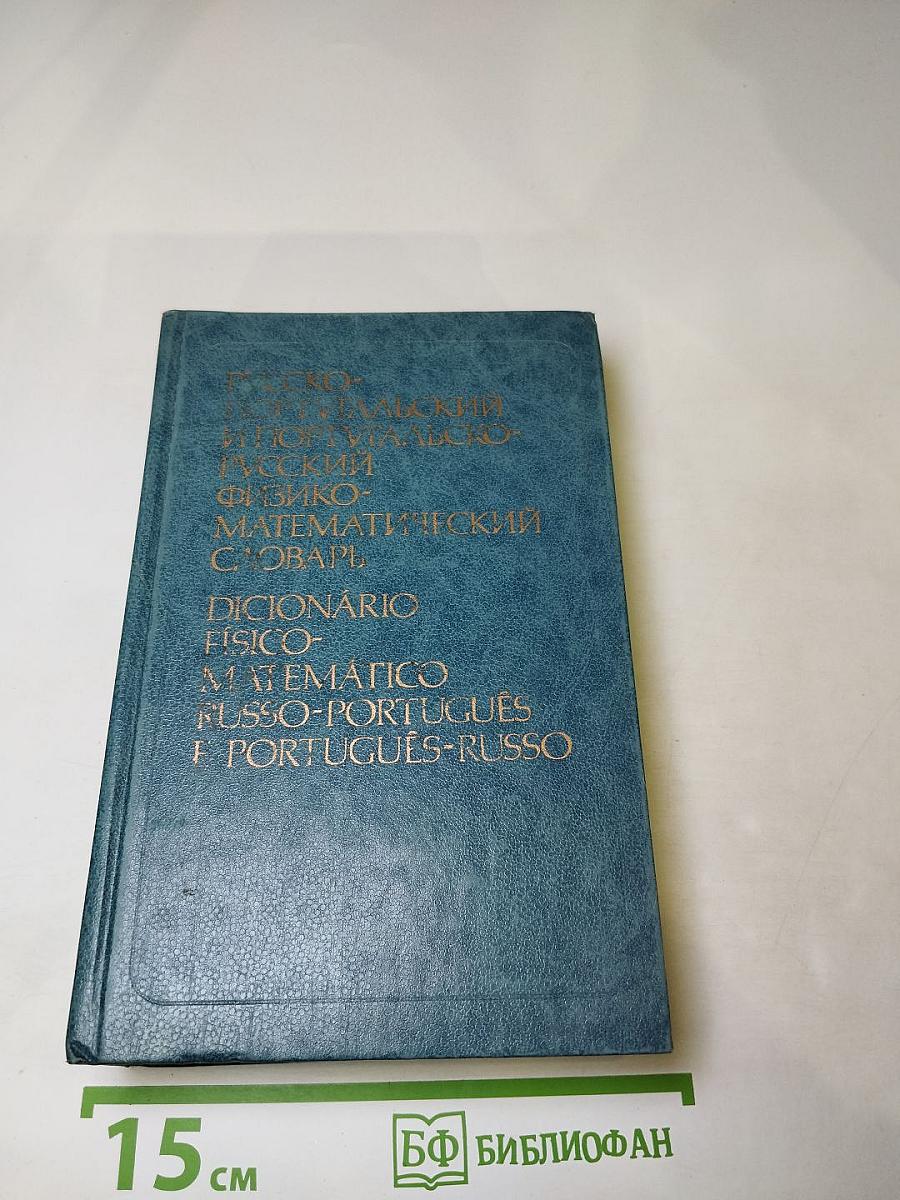 РУССКО-
ПОРТУГАЛЬСКИЙ
И ПОРТУГАЛЬСКО-
РУССКИЙ
ФИЗИКО-
МАТЕМАТИЧЕСКИЙ
СЛОВАРЬ
DICIONÁRIO
FÍSICO-
MATEMÁTICO
RUSSO-PORTUGUÊS
E PORTUGUÊS-RUSSO
15 см
БФ БИБЛИОФАН